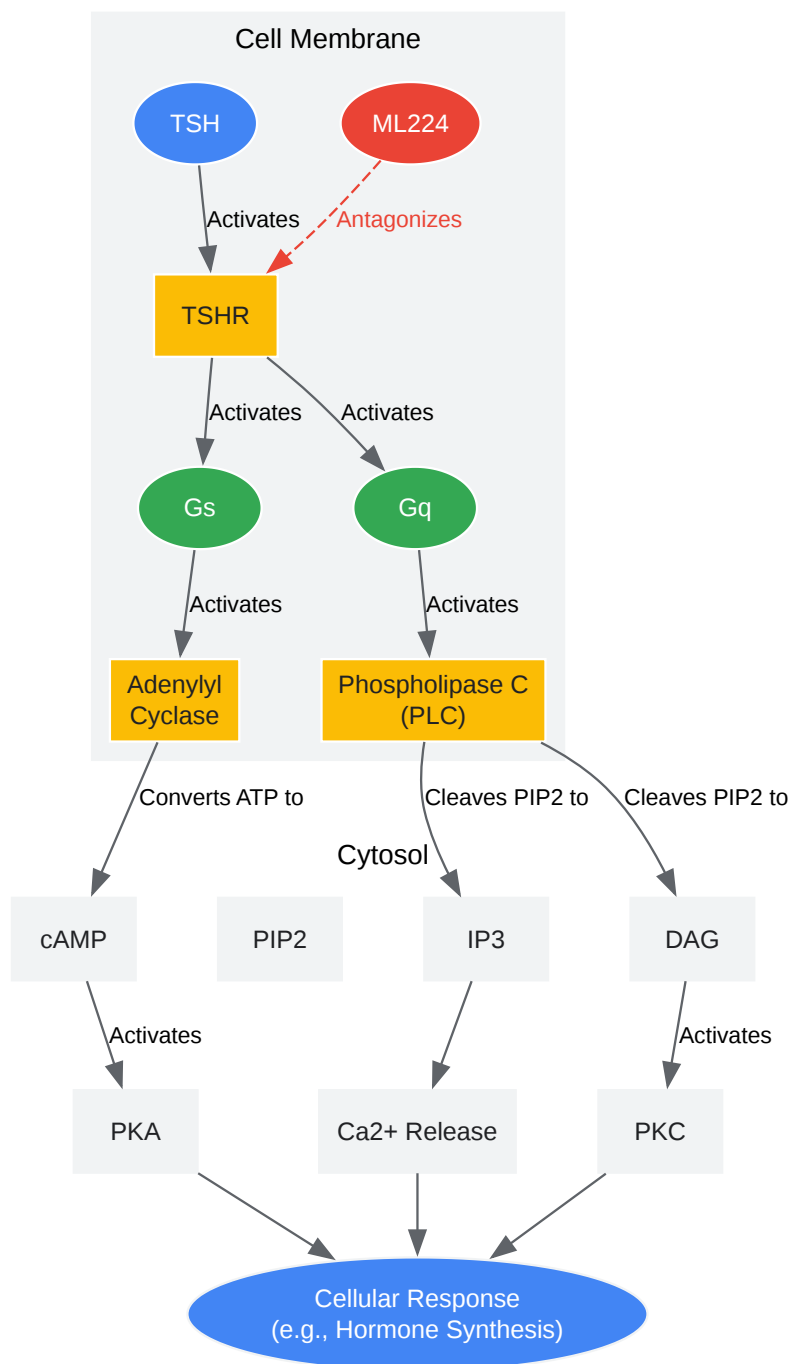 Cell Membrane
TSH
ML224
Activates
Antagonizes
TSHR
Activates
Activates
Gs
Gq
Activates
Activates
Adenylyl
Cyclase
Phospholipase C
(PLC)
Converts ATP to
Cleaves PIP2 to
Cleaves PIP2 to
Cytosol
cAMP
PIP2
IP3
DAG
Activates
Activates
PKA
Ca2+ Release
PKC
Cellular Response
(e.g., Hormone Synthesis)